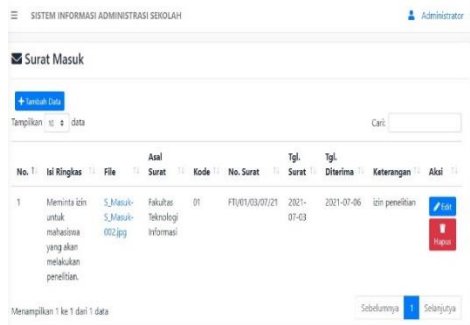 SISTEM INFORMASI ADMINISTRASI SEKOLAH
Administrator
Surat Masuk
Tambah Data
Tampilkan 10 data
Cari:
No. Isi Ringkas File Asal Surat Kode No. Surat Tgl. Surat Tgl. Diterima Keterangan Aksi
1 Meminta izin S_Masuk- Fakultas 01 FTI/01/03/07/21 2021- 2021-07-06 izin penelitian Edit
untuk S_Masuk- Teknologi 07-03
mahasiswa 002.jpg Informasi Hapus
yang akan
melakukan
penelitian.
Menampilkan 1 ke 1 dari 1 data
Sebelumnya 1 Selanjutya